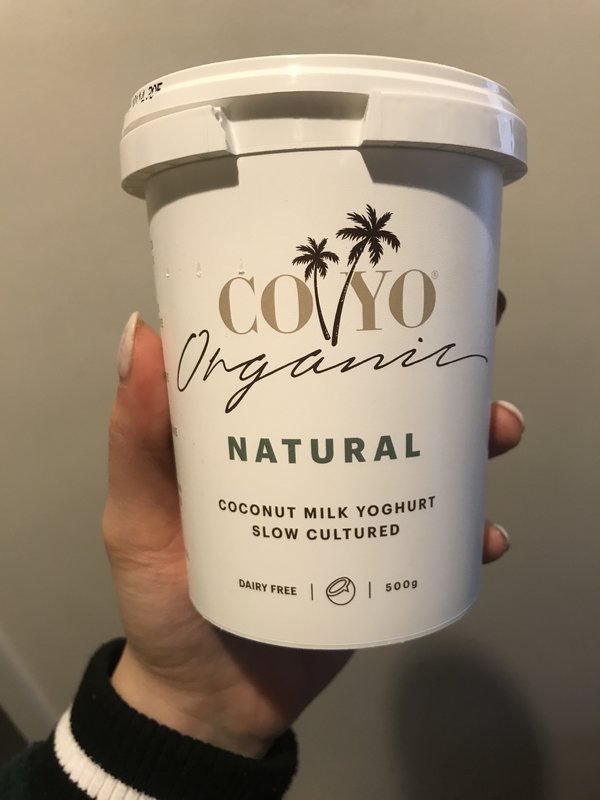 COYO®
Organic
NATURAL
COCONUT MILK YOGHURT
SLOW CULTURED
DAIRY FREE | | 500g